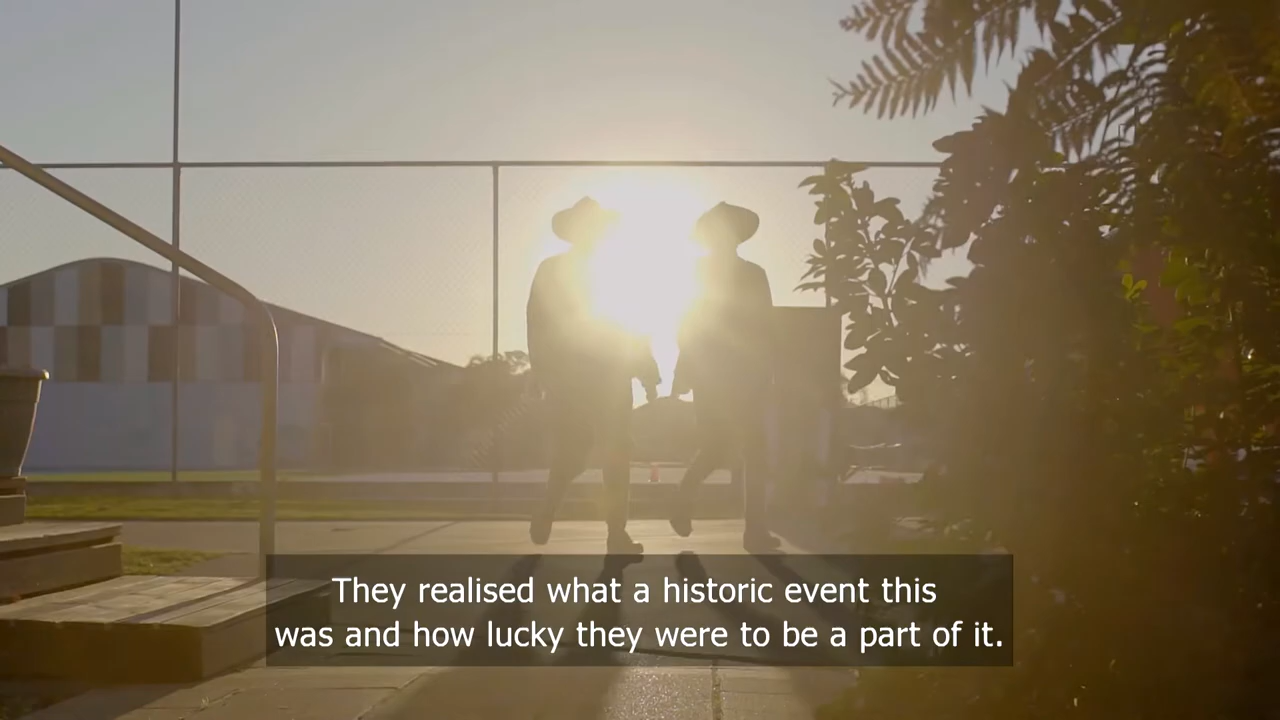 They realised what a historic event this
was and how lucky they were to be a part of it.